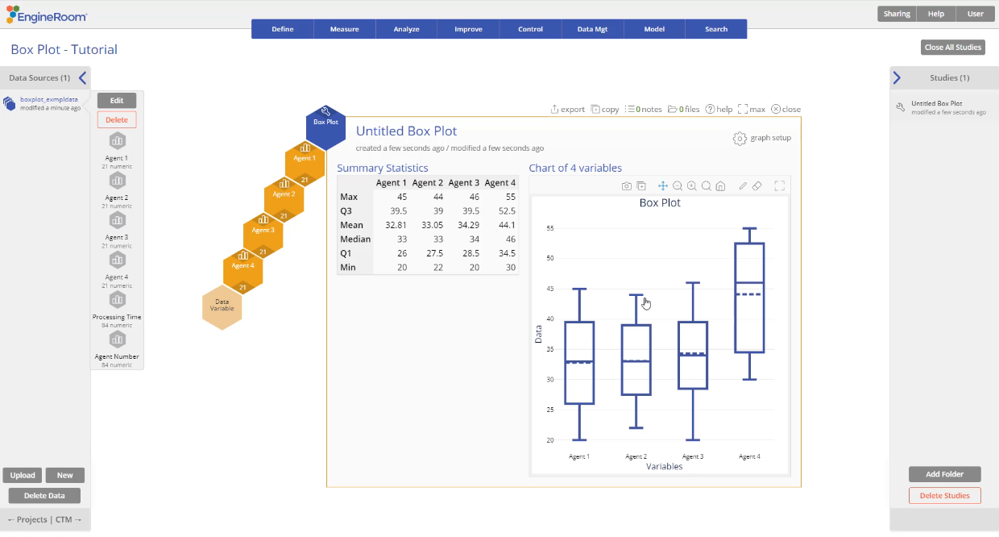 EngineRoom
Sharing Help User
Define Measure Analyze Improve Control Data Mgt Model Search
Box Plot - Tutorial
Close All Studies
Data Sources (1)
boxplot_exmpldata
modified a minute ago
Edit
Delete
Agent 1
21 numeric
Agent 2
21 numeric
Agent 3
21 numeric
Agent 4
21 numeric
Processing Time
84 numeric
Agent Number
84 numeric
Upload New
Delete Data
← Projects | CTM →
Box Plot
Agent 1
21
Agent 2
21
Agent 3
21
Agent 4
21
Data
Variable
export copy 0 notes 0 files help max close
Untitled Box Plot
created a few seconds ago / modified a few seconds ago
graph setup
Summary Statistics
Agent 1 Agent 2 Agent 3 Agent 4
Max 45 44 46 55
Q3 39.5 39 39.5 52.5
Mean 32.81 33.05 34.29 44.1
Median 33 33 34 46
Q1 26 27.5 28.5 34.5
Min 20 22 20 30
Chart of 4 variables
Box Plot
55
50
45
40
35
30
25
20
Data
Agent 1 Agent 2 Agent 3 Agent 4
Variables
Studies (1)
Untitled Box Plot
modified a few seconds ago
Add Folder
Delete Studies